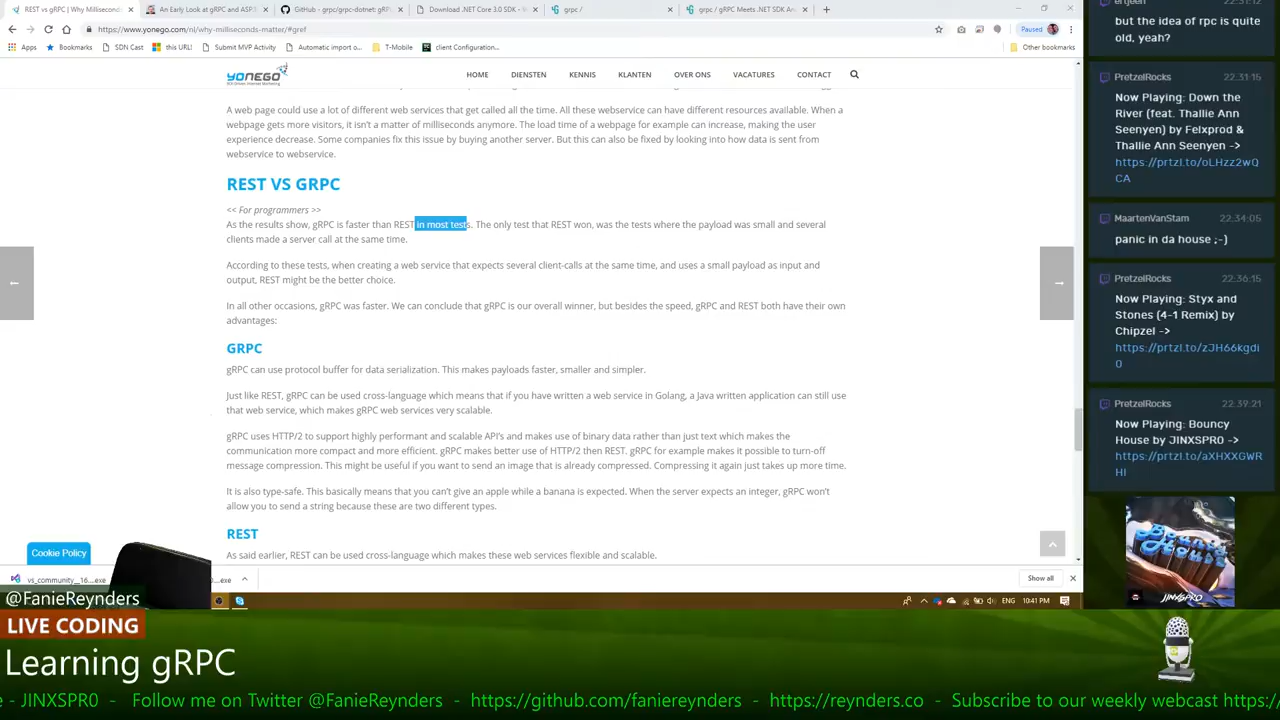 REST vs gRPC | Why Milliseconds
An Early Look at gRPC and ASP.
GitHub - grpc/grpc-dotnet: gRPC
Download .NET Core 3.0 SDK -
grpc /
grpc / gRPC Meets .NET SDK An
https://www.yonego.com/nl/why-milliseconds-matter/#gref
Paused
Apps
Bookmarks
SDN Cast
this URL!
Submit MVP Activity
Automatic import o...
T-Mobile
client Configuration...
Other bookmarks
YONEGO
HOME
DIENSTEN
KENNIS
KLANTEN
OVER ONS
VACATURES
CONTACT
A web page could use a lot of different web services that get called all the time. All these webservice can have different resources available. When a
webpage gets more visitors, it isn't a matter of milliseconds anymore. The load time of a webpage for example can increase, making the user
experience decrease. Some companies fix this issue by buying another server. But this can also be fixed by looking into how data is sent from
webservice to webservice.
REST VS GRPC
<< For programmers >>
As the results show, gRPC is faster than REST in most tests. The only test that REST won, was the tests where the payload was small and several
clients made a server call at the same time.
According to these tests, when creating a web service that expects several client-calls at the same time, and uses a small payload as input and
output, REST might be the better choice.
In all other occasions, gRPC was faster. We can conclude that gRPC is our overall winner, but besides the speed, gRPC and REST both have their own
advantages:
GRPC
gRPC can use protocol buffer for data serialization. This makes payloads faster, smaller and simpler.
Just like REST, gRPC can be used cross-language which means that if you have written a web service in Golang, a Java written application can still use
that web service, which makes gRPC web services very scalable.
gRPC uses HTTP/2 to support highly performant and scalable API's and makes use of binary data rather than just text which makes the
communication more compact and more efficient. gRPC makes better use of HTTP/2 then REST. gRPC for example makes it possible to turn-off
message compression. This might be useful if you want to send an image that is already compressed. Compressing it again just takes up more time.
It is also type-safe. This basically means that you can't give an apple while a banana is expected. When the server expects an integer, gRPC won't
allow you to send a string because these are two different types.
REST
As said earlier, REST can be used cross-language which makes these web services flexible and scalable.
Cookie Policy
vs_community__16....exe
0....exe
Show all
ENG
10:41 PM
but the idea of rpc is quite
old, yeah?
PretzelRocks
22:31:15
Now Playing: Down the
River (feat. Thallie Ann
Seenyen) by Felxprod &
Thallie Ann Seenyen ->
https://prtzl.to/oLHzz2wQ
CA
MaartenVanStam
22:34:05
panic in da house ;-)
PretzelRocks
22:36:15
Now Playing: Styx and
Stones (4-1 Remix) by
Chipzel ->
https://prtzl.to/zJH66kgdi
0
PretzelRocks
22:39:21
Now Playing: Bouncy
House by JINXSPR0 ->
https://prtzl.to/aXHXXGWR
HI
JINXSPR0
@FanieReynders
LIVE CODING
Learning gRPC
e - JINXSPR0 - Follow me on Twitter @FanieReynders - https://github.com/faniereynders - https://reynders.co - Subscribe to our weekly webcast https:/